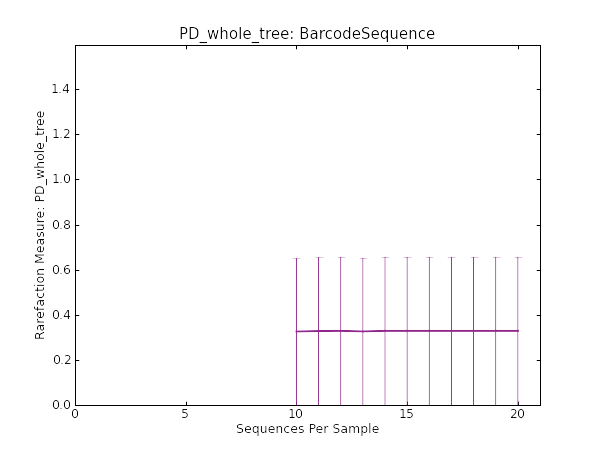 PD_whole_tree: BarcodeSequence
Rarefaction Measure: PD_whole_tree
1.4
1.2
1.0
0.8
0.6
0.4
0.2
0.0
0 5 10 15 20
Sequences Per Sample